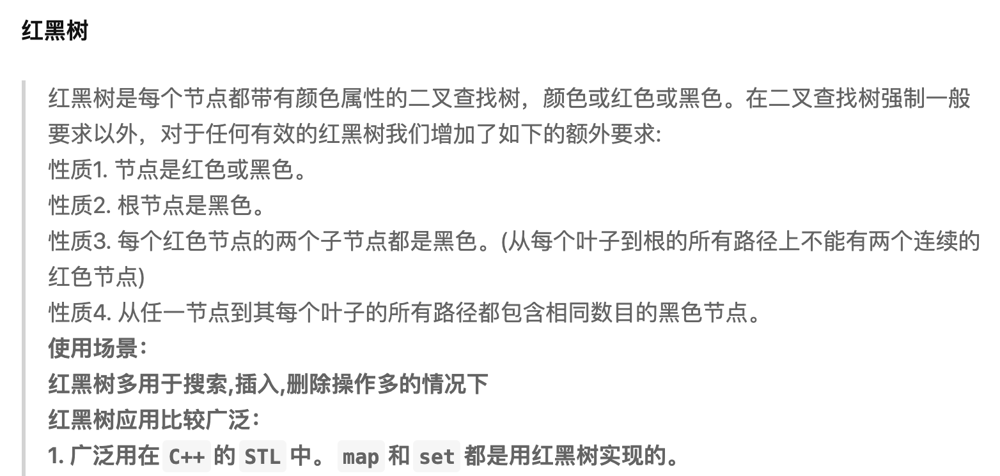 红黑树
红黑树是每个节点都带有颜色属性的二叉查找树，颜色或红色或黑色。在二叉查找树强制一般
要求以外，对于任何有效的红黑树我们增加了如下的额外要求:
性质1. 节点是红色或黑色。
性质2. 根节点是黑色。
性质3. 每个红色节点的两个子节点都是黑色。(从每个叶子到根的所有路径上不能有两个连续的
红色节点)
性质4. 从任一节点到其每个叶子的所有路径都包含相同数目的黑色节点。
使用场景：
红黑树多用于搜索,插入,删除操作多的情况下
红黑树应用比较广泛：
1. 广泛用在 C++ 的 STL 中。 map 和 set 都是用红黑树实现的。